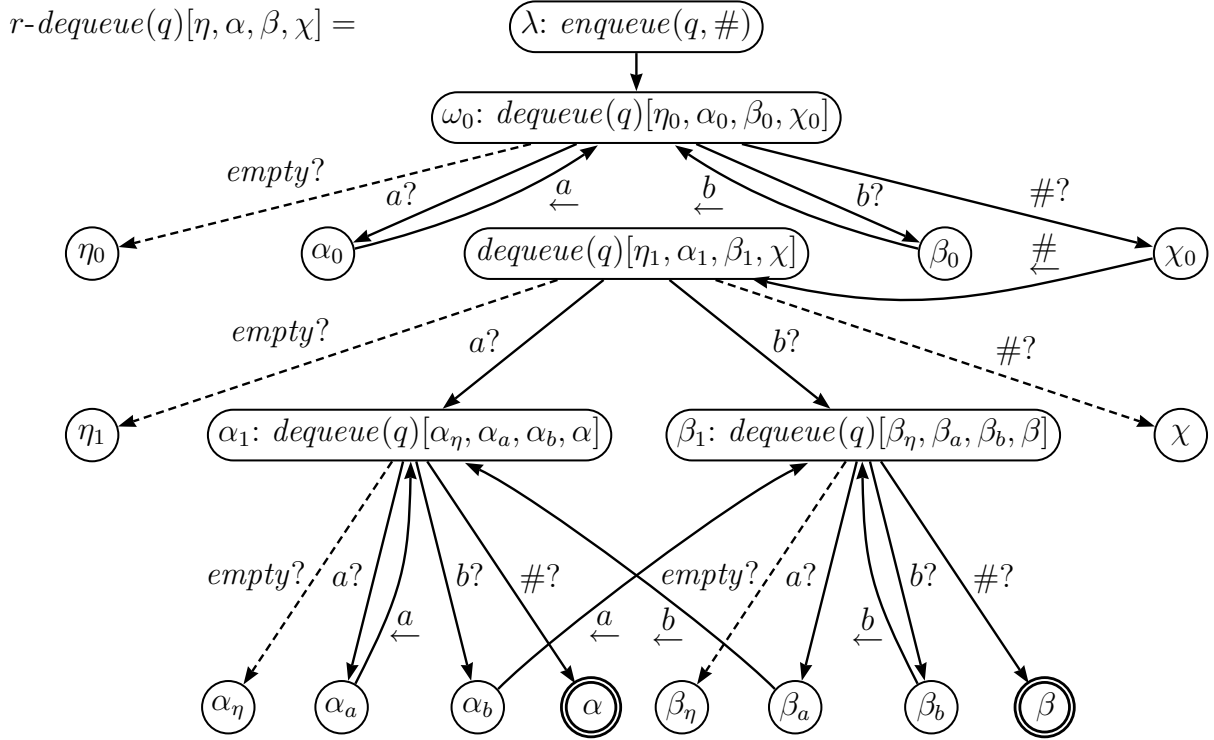 r-dequeue(q)[η, α, β, χ] =
λ: enqueue(q, #)
ω₀: dequeue(q)[η₀, α₀, β₀, χ₀]
empty?
a?
a
←
b
←
b?
#?
η₀
α₀
dequeue(q)[η₁, α₁, β₁, χ]
β₀
#
←
χ₀
empty?
a?
b?
#?
η₁
α₁: dequeue(q)[α_η, α_a, α_b, α]
β₁: dequeue(q)[β_η, β_a, β_b, β]
χ
empty?
a?
b?
#?
empty?
a?
b?
#?
a
←
a
←
b
←
b
←
α_η
α_a
α_b
α
β_η
β_a
β_b
β